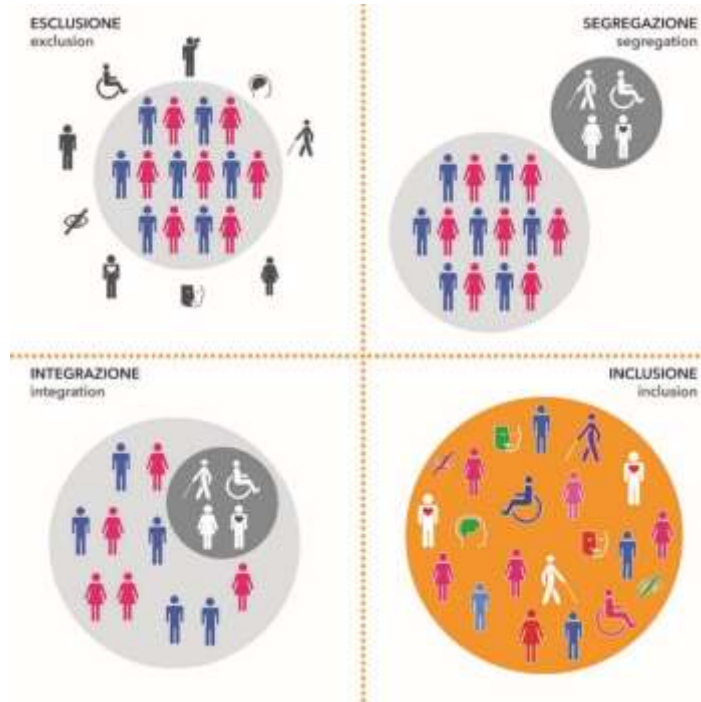 ESCLUSIONE
exclusion
SEGREGAZIONE
segregation
INTEGRAZIONE
integration
INCLUSIONE
inclusion